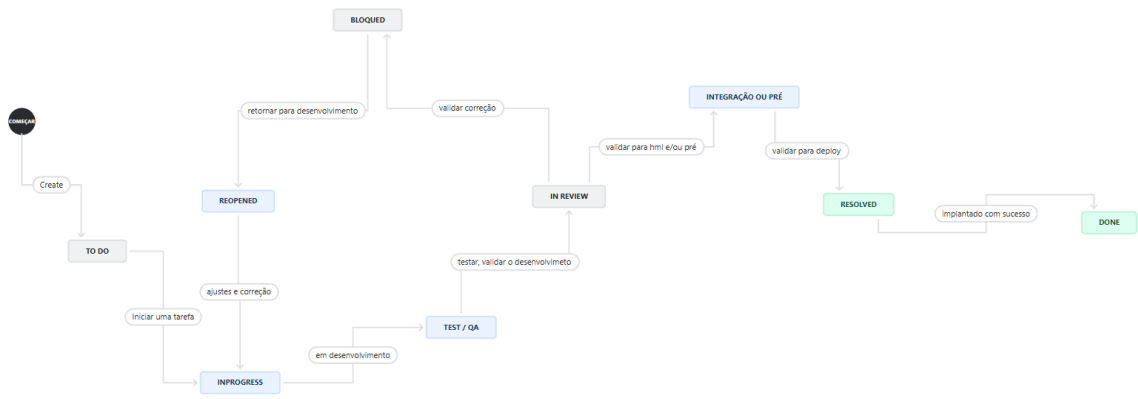 BLOQUED
INTEGRAÇÃO OU PRÉ
retornar para desenvolvimento
validar correção
COMEÇAR
validar para hml e/ou pré
validar para deploy
Create
REOPENED
IN REVIEW
RESOLVED
implantado com sucesso
DONE
TO DO
testar, validar o desenvolvimeto
ajustes e correção
Iniciar uma tarefa
TEST / QA
em desenvolvimento
INPROGRESS